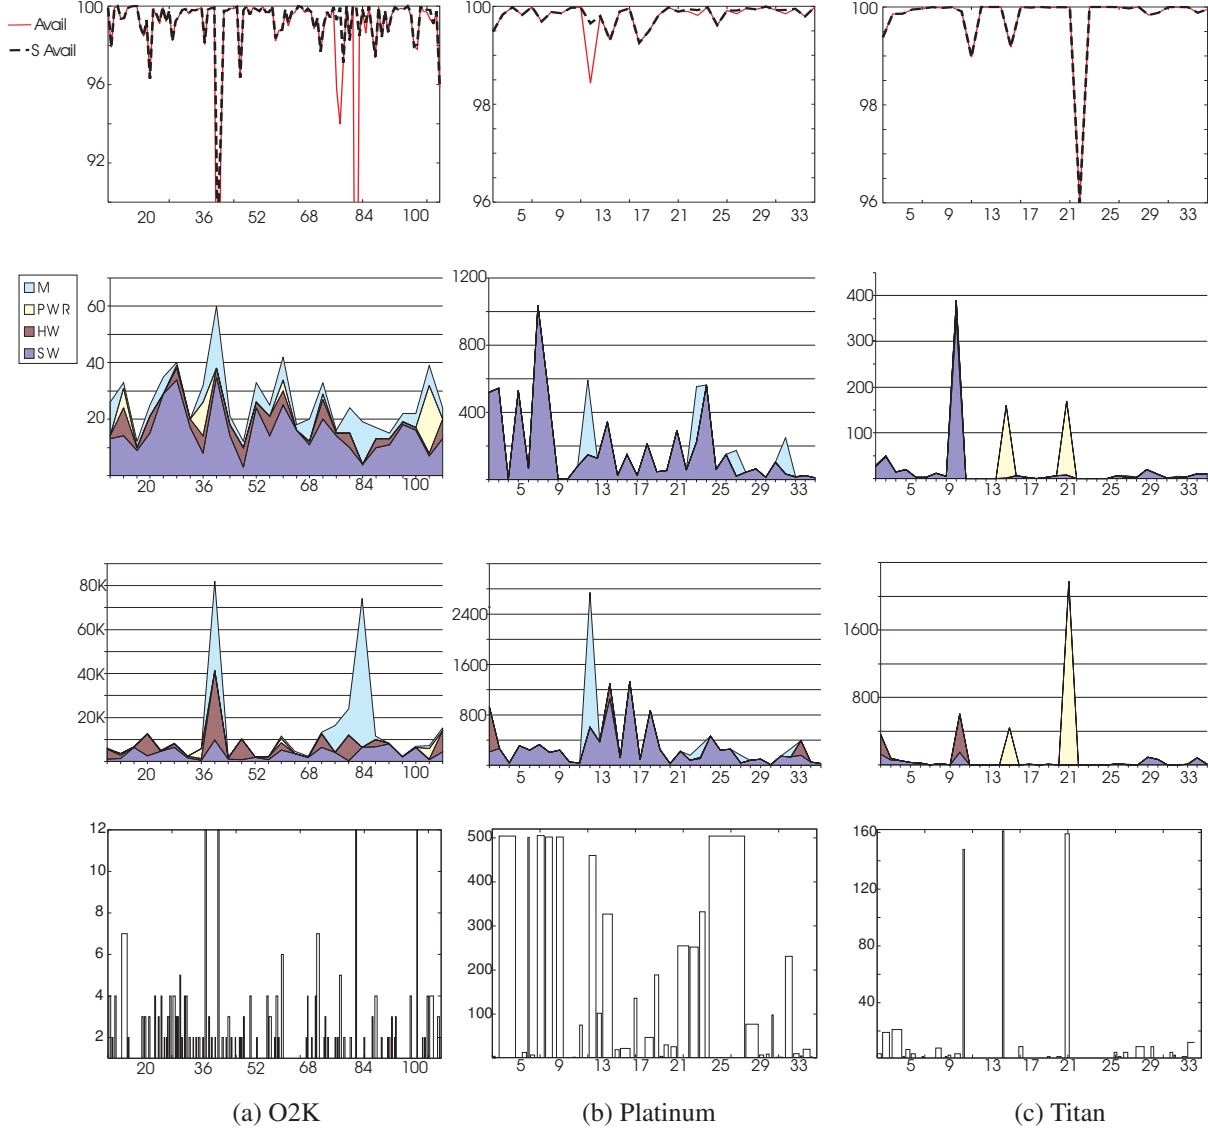 Avail
S Avail
100
96
92
20 36 52 68 84 100
100
98
96
5 9 13 17 21 25 29 33
100
98
96
5 9 13 17 21 25 29 33
M
PWR
HW
SW
60
40
20
20 36 52 68 84 100
1200
800
400
5 9 13 17 21 25 29 33
400
300
200
100
5 9 13 17 21 25 29 33
80K
60K
40K
20K
20 36 52 68 84 100
2400
1600
800
5 9 13 17 21 25 29 33
1600
800
5 9 13 17 21 25 29 33
12
10
8
6
4
2
20 36 52 68 84 100
500
400
300
200
100
5 9 13 17 21 25 29 33
160
120
80
40
5 9 13 17 21 25 29 33
(a) O2K
(b) Platinum
(c) Titan